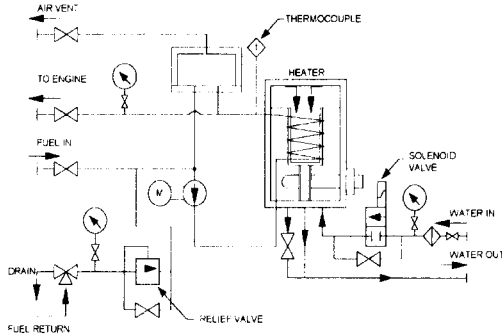 AIR VENT
THERMOCOUPLE
t
TO ENGINE
HEATER
FUEL IN
SOLENOID
VALVE
M
WATER IN
WATER OUT
DRAIN
RELIEF VALVE
FUEL RETURN